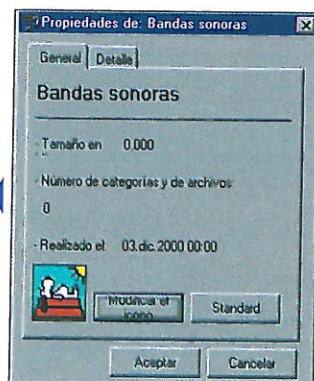 Propiedades de: Bandas sonoras
General Detalle
Bandas sonoras
- Tamaño en 0.000
- Número de categorías y de archivos:
0
- Realizado el: 03.dic.2000 00:00
Modificar el icono
Standard
Aceptar Cancelar